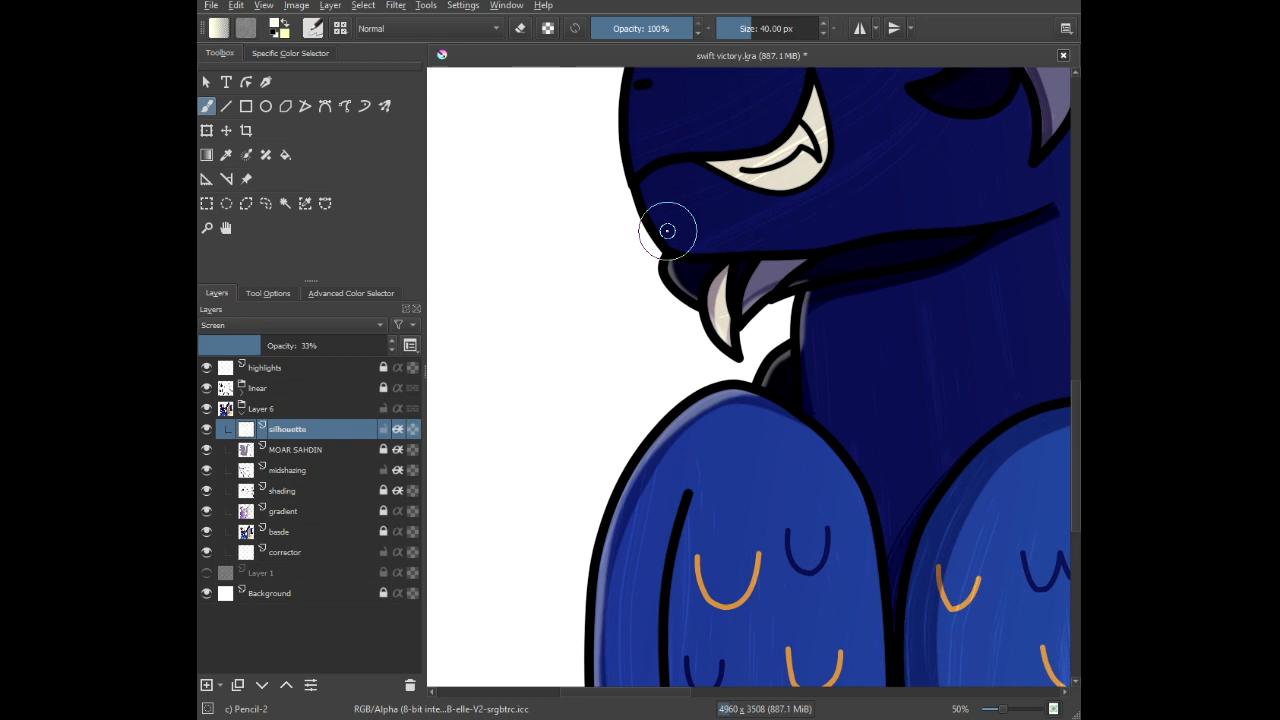 File Edit View Image Layer Select Filter Tools Settings Window Help
Normal Opacity: 100% Size: 40.00 px
Toolbox Specific Color Selector
swift victory.kra (887.1 MiB) *
Layers Tool Options Advanced Color Selector
Layers
Screen
Opacity: 33%
highlights
linear
Layer 6
silhouette
MOAR SAHDIN
midshazing
shading
gradient
basde
corrector
Layer 1
Background
c) Pencil-2 RGB/Alpha (8-bit inte...B-elle-V2-srgbtrc.icc 4960 x 3508 (887.1 MiB) 50%